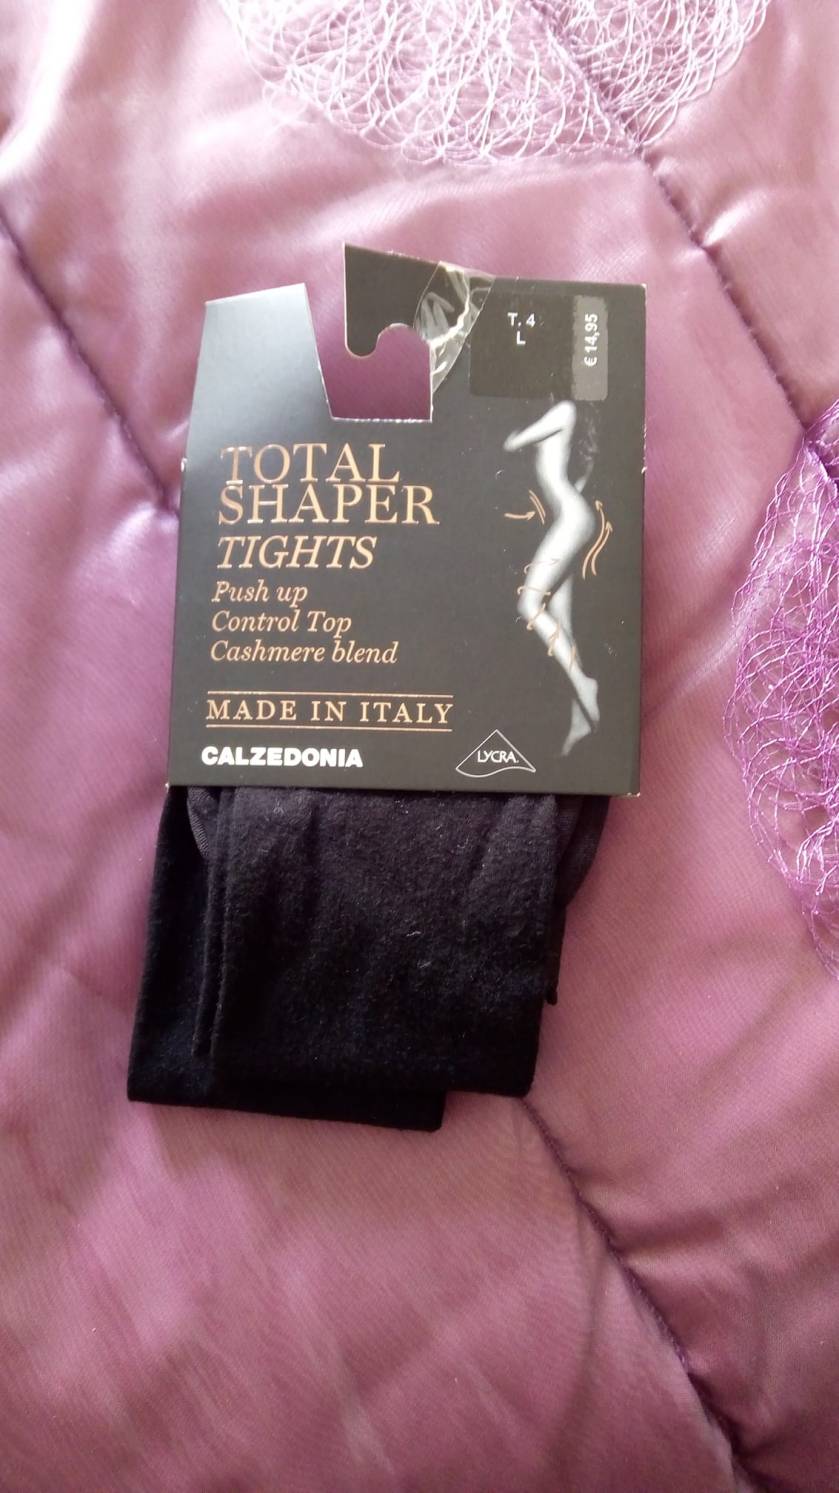 T. 4
L
€ 14,95
TOTAL
SHAPER
TIGHTS
Push up
Control Top
Cashmere blend
MADE IN ITALY
CALZEDONIA
LYCRA.